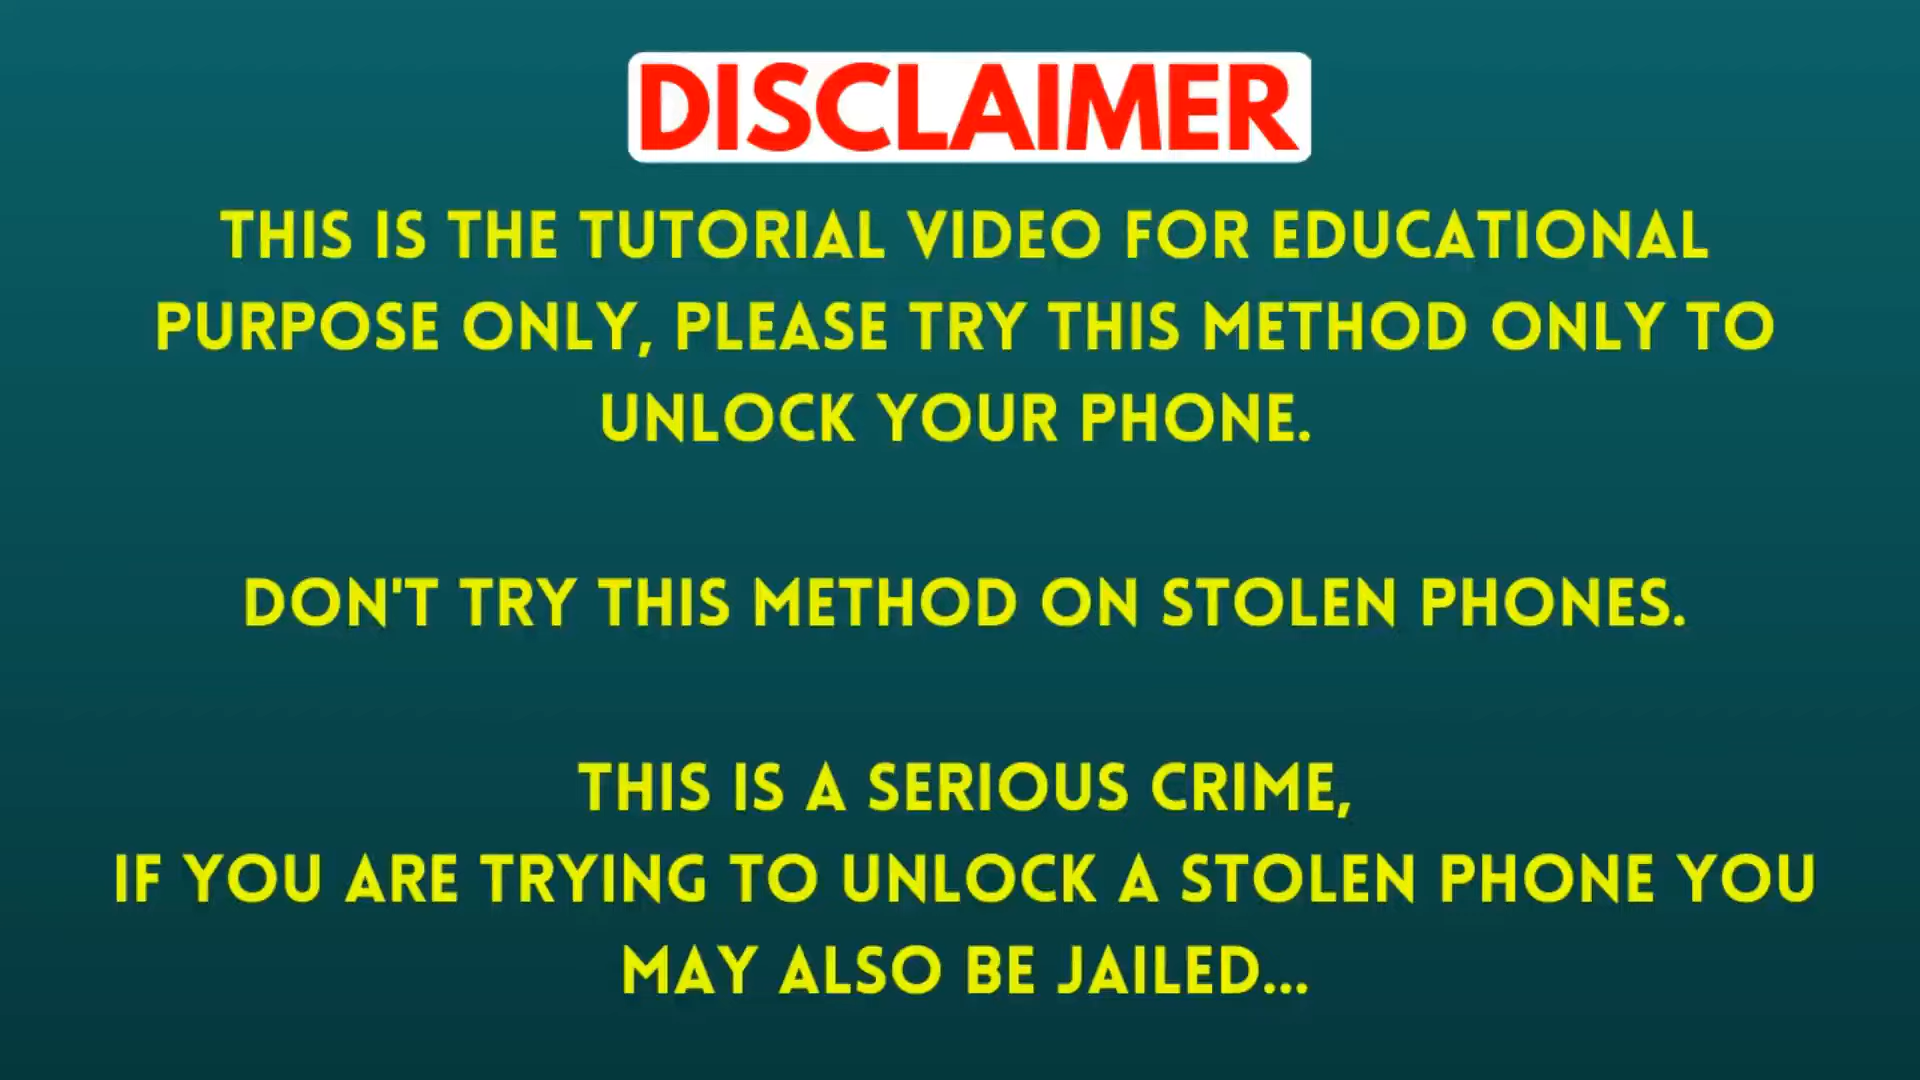 DISCLAIMER
THIS IS THE TUTORIAL VIDEO FOR EDUCATIONAL
PURPOSE ONLY, PLEASE TRY THIS METHOD ONLY TO
UNLOCK YOUR PHONE.
DON'T TRY THIS METHOD ON STOLEN PHONES.
THIS IS A SERIOUS CRIME,
IF YOU ARE TRYING TO UNLOCK A STOLEN PHONE YOU
MAY ALSO BE JAILED...